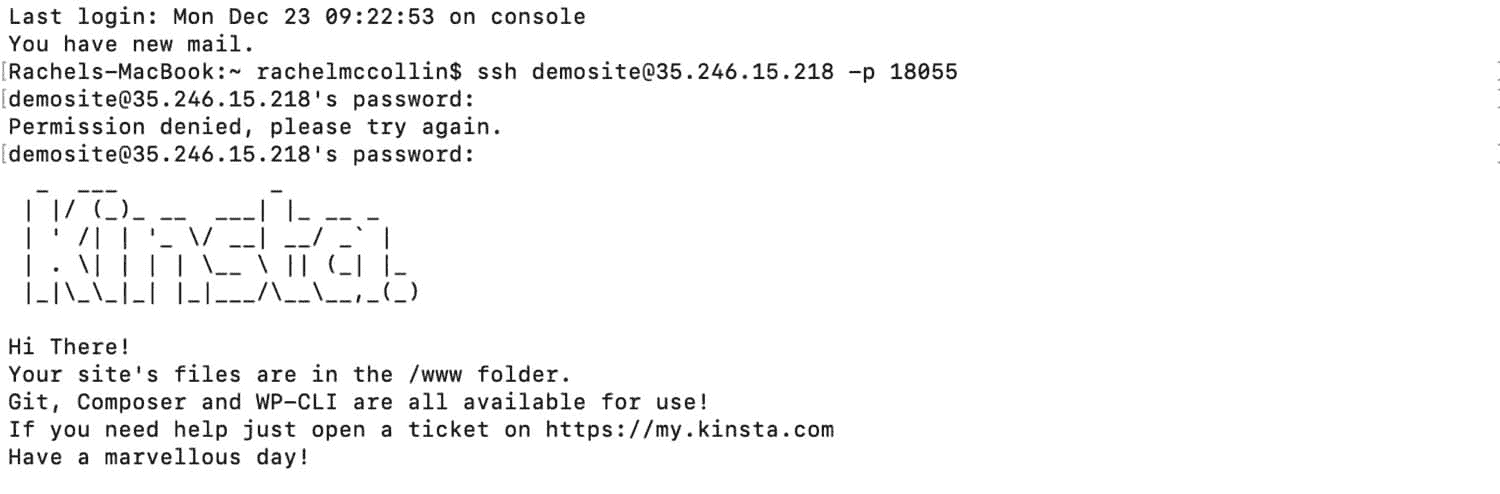 Last login: Mon Dec 23 09:22:53 on console
You have new mail.
[Rachels-MacBook:~ rachelmccollin$ ssh demosite@35.246.15.218 -p 18055
[demosite@35.246.15.218's password:
Permission denied, please try again.
[demosite@35.246.15.218's password:
  _  ___           _
 | |/ (_)_ __  ___| |_ __ _
 | ' /| | '_ \/ __| __/ _` |
 | . \| | | | \__ \ || (_| |_
 |_|\_\_|_| |_|___/\__\__,_(_)
Hi There!
Your site's files are in the /www folder.
Git, Composer and WP-CLI are all available for use!
If you need help just open a ticket on https://my.kinsta.com
Have a marvellous day!